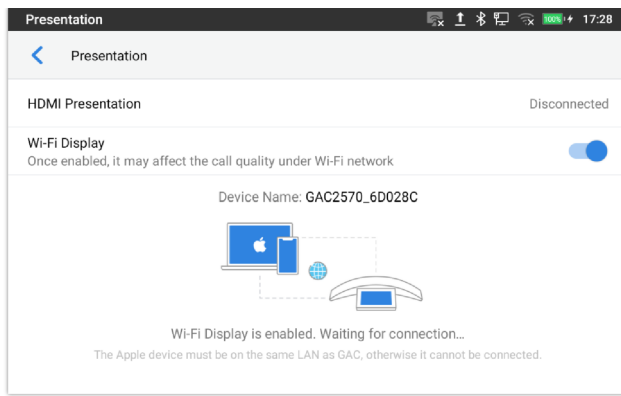 Presentation
100%
17:28
Presentation
HDMI Presentation
Disconnected
Wi-Fi Display
Once enabled, it may affect the call quality under Wi-Fi network
Device Name: GAC2570_6D028C
Wi-Fi Display is enabled. Waiting for connection...
The Apple device must be on the same LAN as GAC, otherwise it cannot be connected.